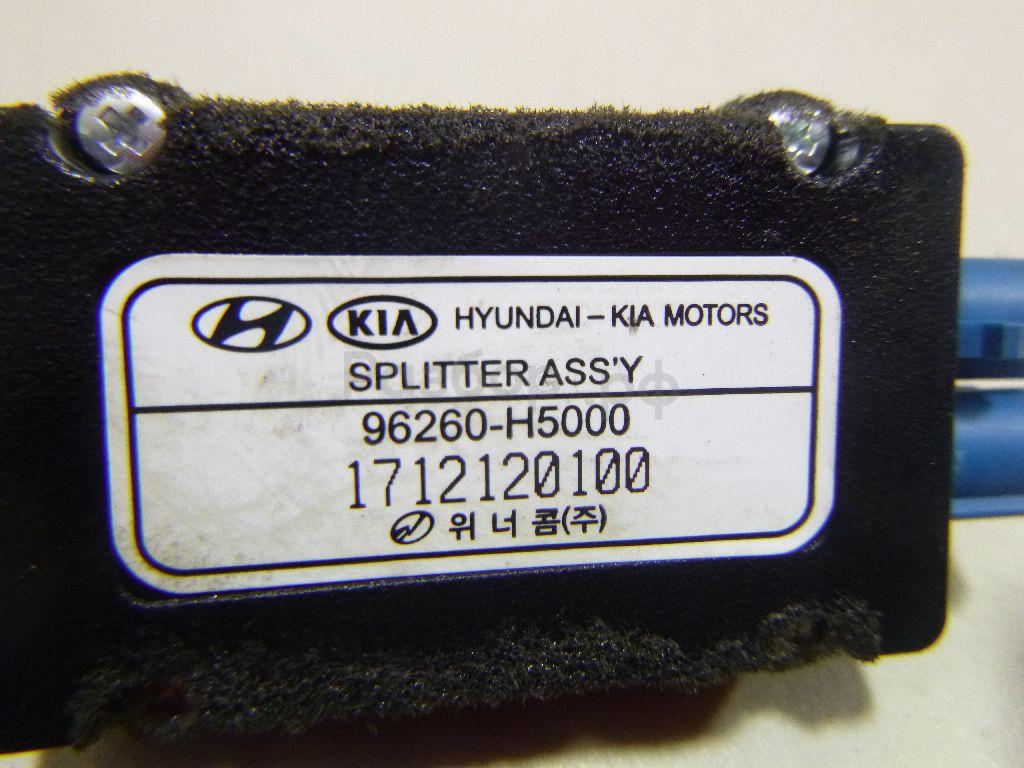 KIA HYUNDAI-KIA MOTORS
SPLITTER ASS'Y
96260-H5000
1712120100
위너콤(주)